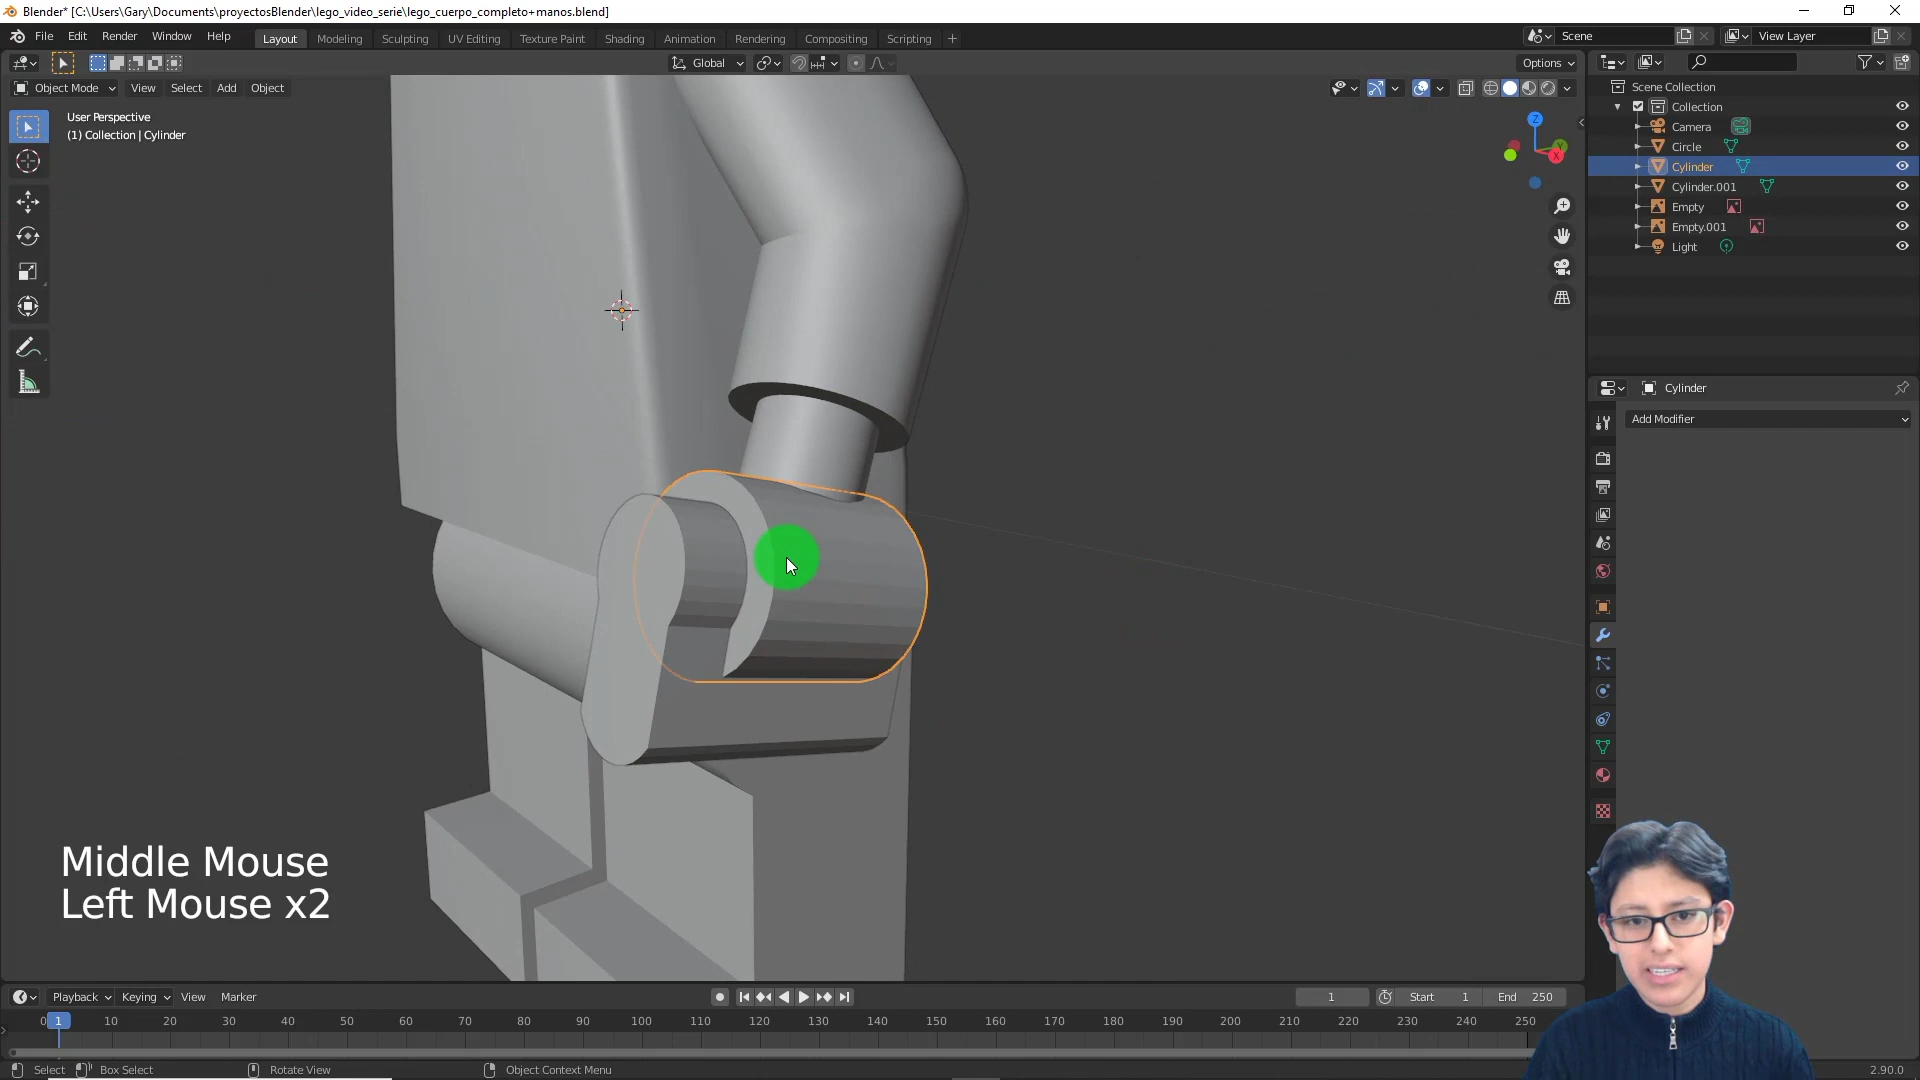 Blender* [C:\Users\Gary\Documents\proyectosBlender\lego_video_serie\lego_cuerpo_completo+manos.blend]
File Edit Render Window Help Layout Modeling Sculpting UV Editing Texture Paint Shading Animation Rendering Compositing Scripting + Scene View Layer
Global Options
Object Mode View Select Add Object
User Perspective
(1) Collection | Cylinder
Z
Y
X
Scene Collection
Collection
Camera
Circle
Cylinder
Cylinder.001
Empty
Empty.001
Light
Cylinder
Add Modifier
Middle Mouse
Left Mouse x2
Playback Keying View Marker 1 Start 1 End 250
0 1 10 20 30 40 50 60 70 80 90 100 110 120 130 140 150 160 170 180 190 200 210 220 230 240 250
Select Box Select Rotate View Object Context Menu 2.90.0